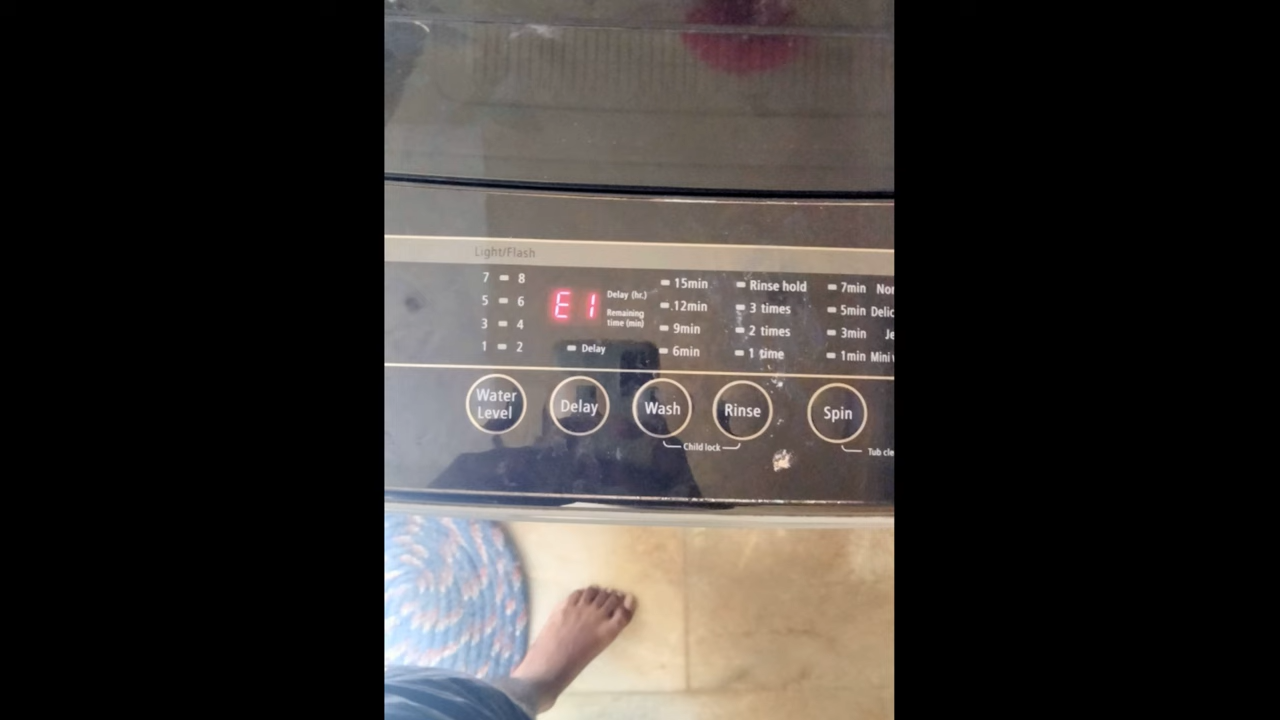 Light/Flash
7 8
5 6
3 4
1 2
E1
Delay (hr.)
Remaining
time (min)
Delay
15min
12min
9min
6min
Rinse hold
3 times
2 times
1 time
7min
5min
3min
1min Mini
Water
Level
Delay
Wash
Rinse
Spin
Child lock
Tub